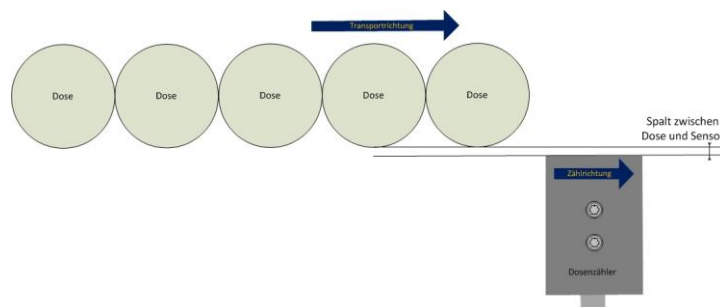 Transportrichtung
Dose
Dose
Dose
Dose
Dose
Spalt zwischen
Dose und Senso
Zählrichtung
Dosenzähler